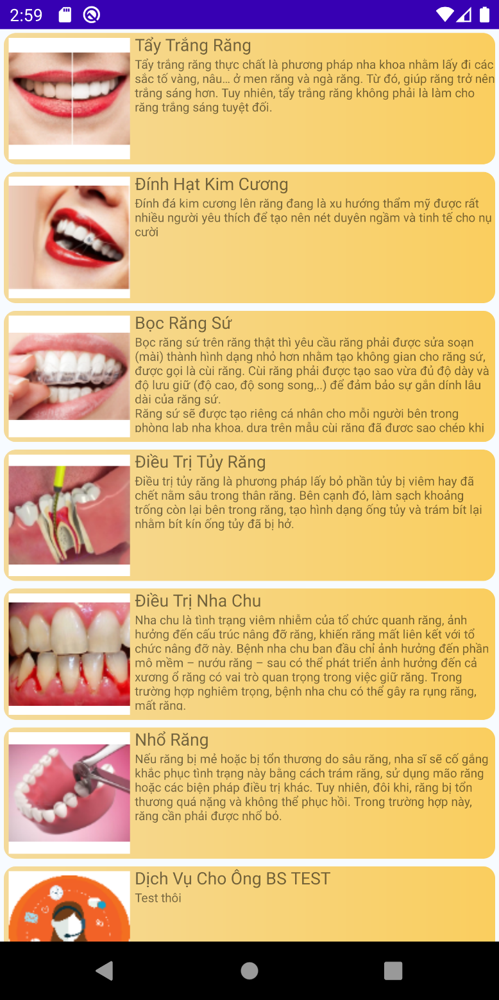 2:59
Tẩy Trắng Răng
Tẩy trắng răng thực chất là phương pháp nha khoa nhằm lấy đi các
sắc tố vàng, nâu... ở men răng và ngà răng. Từ đó, giúp răng trở nên
trắng sáng hơn. Tuy nhiên, tẩy trắng răng không phải là làm cho
răng trắng sáng tuyệt đối.
Đính Hạt Kim Cương
Đính đá kim cương lên răng đang là xu hướng thẩm mỹ được rất
nhiều người yêu thích để tạo nên nét duyên ngầm và tinh tế cho nụ
cười
Bọc Răng Sứ
Bọc răng sứ trên răng thật thì yêu cầu răng phải được sửa soạn
(mài) thành hình dạng nhỏ hơn nhằm tạo không gian cho răng sứ,
được gọi là cùi răng. Cùi răng phải được tạo sao vừa đủ độ dày và
độ lưu giữ (độ cao, độ song song,..) để đảm bảo sự gắn dính lâu
dài của răng sứ.
Răng sứ sẽ được tạo riêng cá nhân cho mỗi người bên trong
phòng lab nha khoa, dựa trên mẫu cùi răng đã được sao chép khi
Điều Trị Tủy Răng
Điều trị tủy răng là phương pháp lấy bỏ phần tủy bị viêm hay đã
chết nằm sâu trong thân răng. Bên cạnh đó, làm sạch khoảng
trống còn lại bên trong răng, tạo hình dạng ống tủy và trám bít lại
nhằm bít kín ống tủy đã bị hở.
Điều Trị Nha Chu
Nha chu là tình trạng viêm nhiễm của tổ chức quanh răng, ảnh
hưởng đến cấu trúc nâng đỡ răng, khiến răng mất liên kết với tổ
chức nâng đỡ này. Bệnh nha chu ban đầu chỉ ảnh hưởng đến phần
mô mềm – nướu răng – sau có thể phát triển ảnh hưởng đến cả
xương ổ răng có vai trò quan trọng trong việc giữ răng. Trong
trường hợp nghiêm trọng, bệnh nha chu có thể gây ra rụng răng,
mất răng.
Nhổ Răng
Nếu răng bị mẻ hoặc bị tổn thương do sâu răng, nha sĩ sẽ cố gắng
khắc phục tình trạng này bằng cách trám răng, sử dụng mão răng
hoặc các biện pháp điều trị khác. Tuy nhiên, đôi khi, răng bị tổn
thương quá nặng và không thể phục hồi. Trong trường hợp này,
răng cần phải được nhổ bỏ.
Dịch Vụ Cho Ông BS TEST
Test thôi